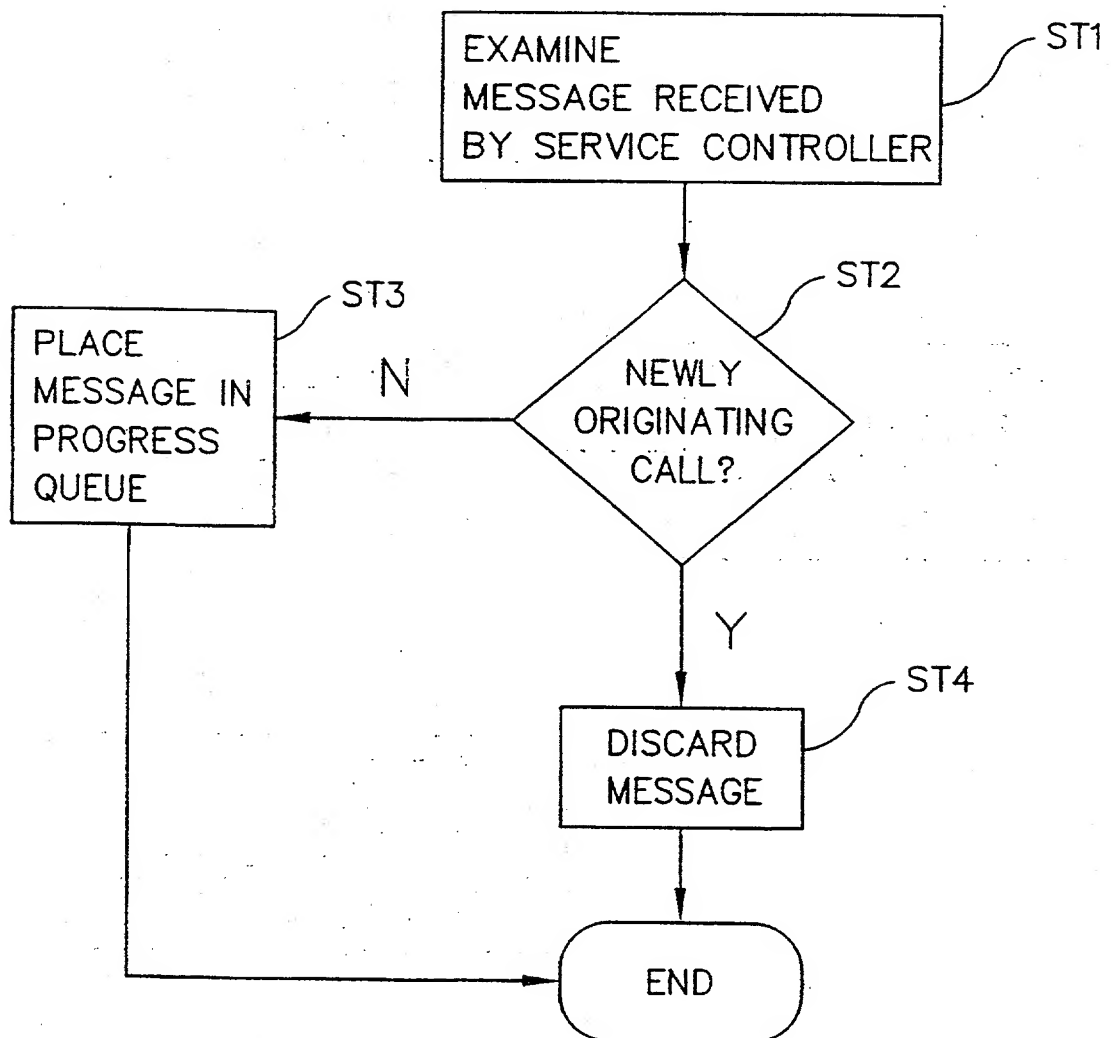 EXAMINE
MESSAGE RECEIVED
BY SERVICE CONTROLLER
ST1
ST2
NEWLY
ORIGINATING
CALL?
N
ST3
PLACE
MESSAGE IN
PROGRESS
QUEUE
Y
ST4
DISCARD
MESSAGE
END